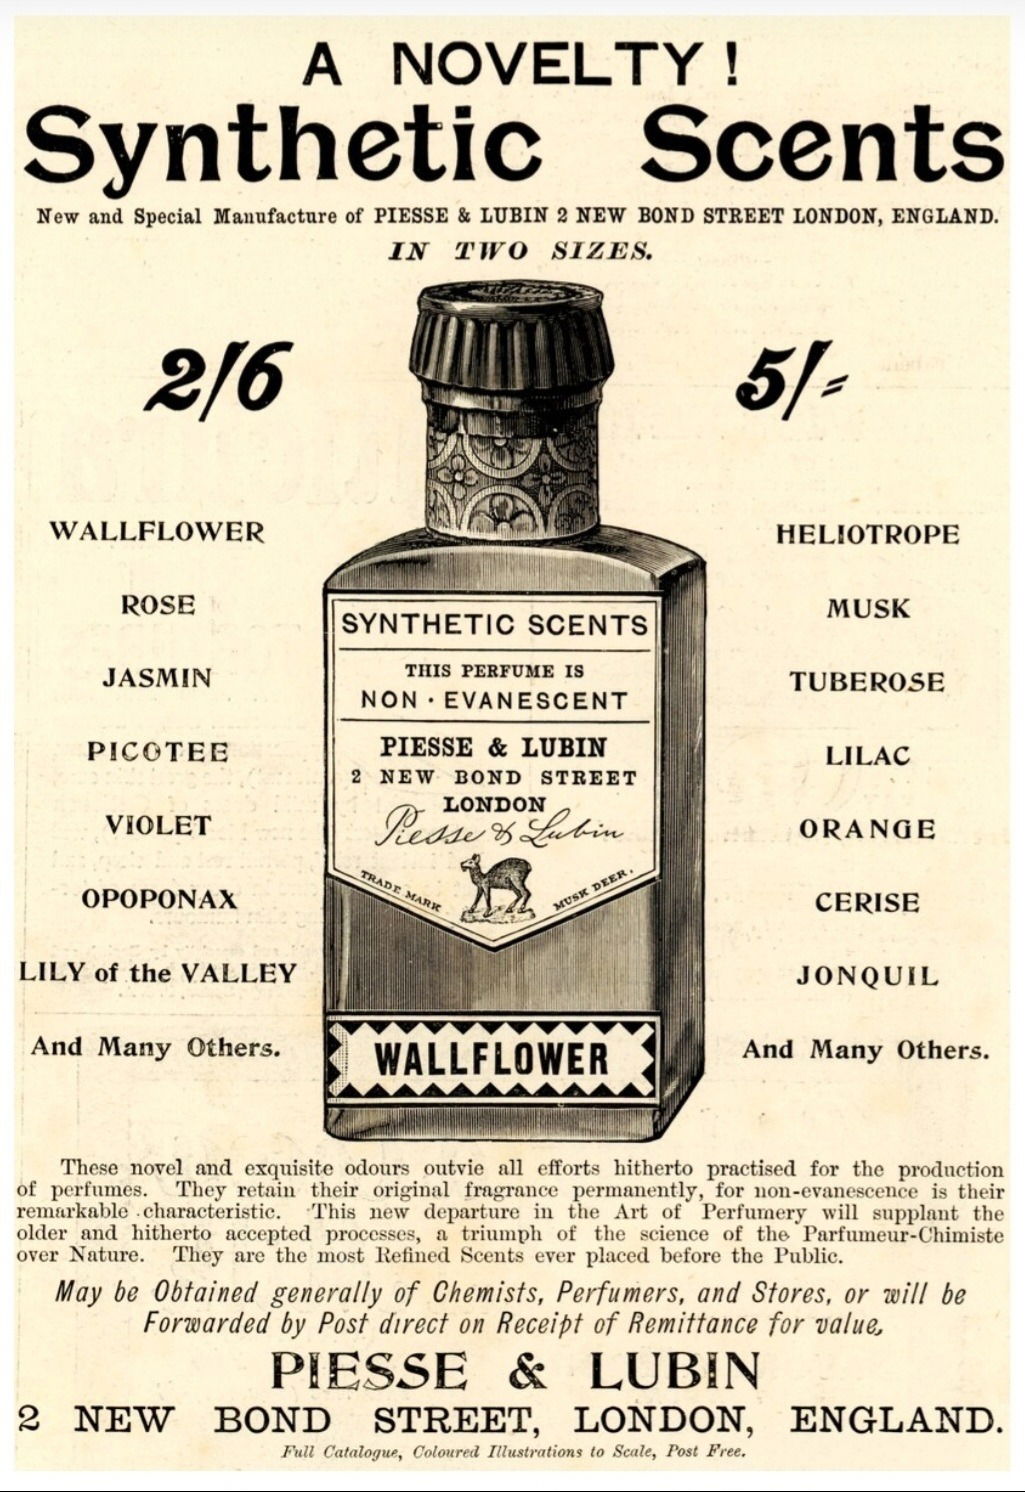 A NOVELTY!
Synthetic Scents
New and Special Manufacture of PIESSE & LUBIN 2 NEW BOND STREET LONDON, ENGLAND.
IN TWO SIZES.
2/6
5/=
WALLFLOWER
ROSE
JASMIN
PICOTEE
VIOLET
OPOPONAX
LILY of the VALLEY
And Many Others.
SYNTHETIC SCENTS
THIS PERFUME IS
NON·EVANESCENT
PIESSE & LUBIN
2 NEW BOND STREET
LONDON
Piesse & Lubin
TRADE MARK MUSK DEER.
WALLFLOWER
HELIOTROPE
MUSK
TUBEROSE
LILAC
ORANGE
CERISE
JONQUIL
And Many Others.
These novel and exquisite odours outvie all efforts hitherto practised for the production
of perfumes. They retain their original fragrance permanently, for non-evanescence is their
remarkable characteristic. This new departure in the Art of Perfumery will supplant the
older and hitherto accepted processes, a triumph of the science of the Parfumeur-Chimiste
over Nature. They are the most Refined Scents ever placed before the Public.
May be Obtained generally of Chemists, Perfumers, and Stores, or will be
Forwarded by Post direct on Receipt of Remittance for value.
PIESSE & LUBIN
2 NEW BOND STREET, LONDON, ENGLAND.
Full Catalogue, Coloured Illustrations to Scale, Post Free.